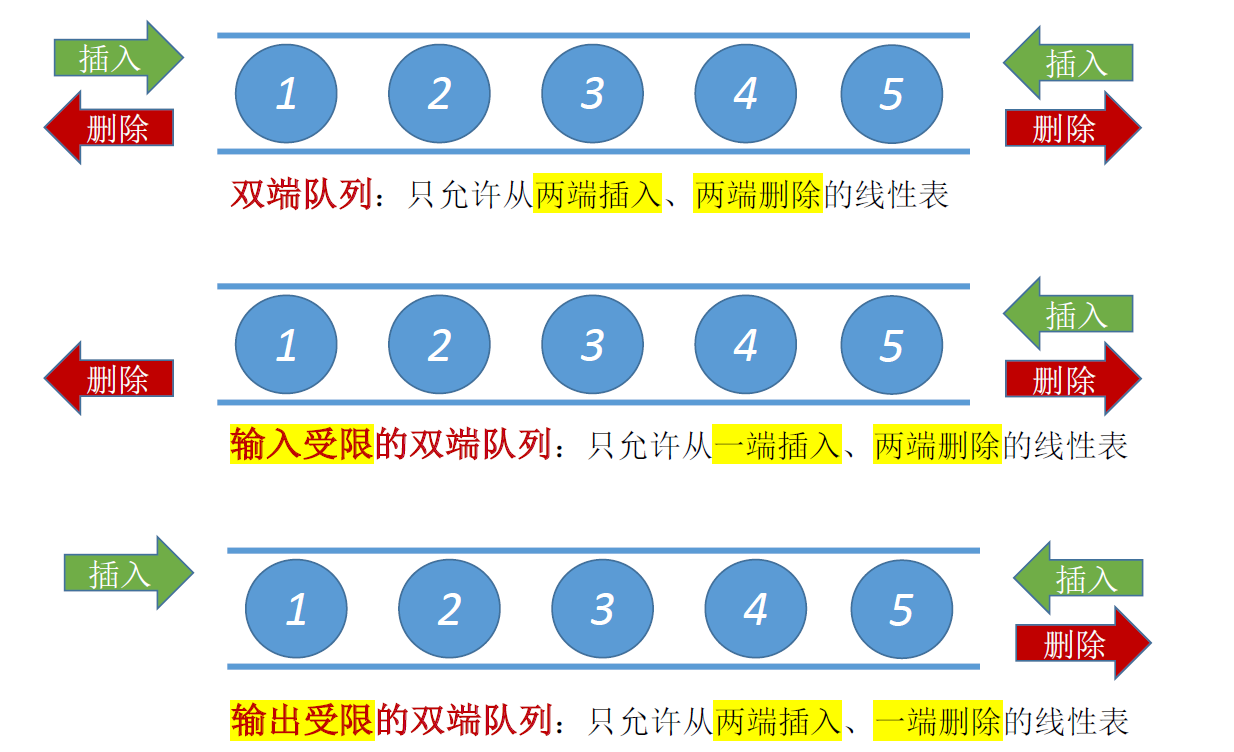 插入 1 2 3 4 5 插入
删除 删除
双端队列：只允许从两端插入、两端删除的线性表
1 2 3 4 5 插入
删除 删除
输入受限的双端队列：只允许从一端插入、两端删除的线性表
插入 1 2 3 4 5 插入
删除
输出受限的双端队列：只允许从两端插入、一端删除的线性表